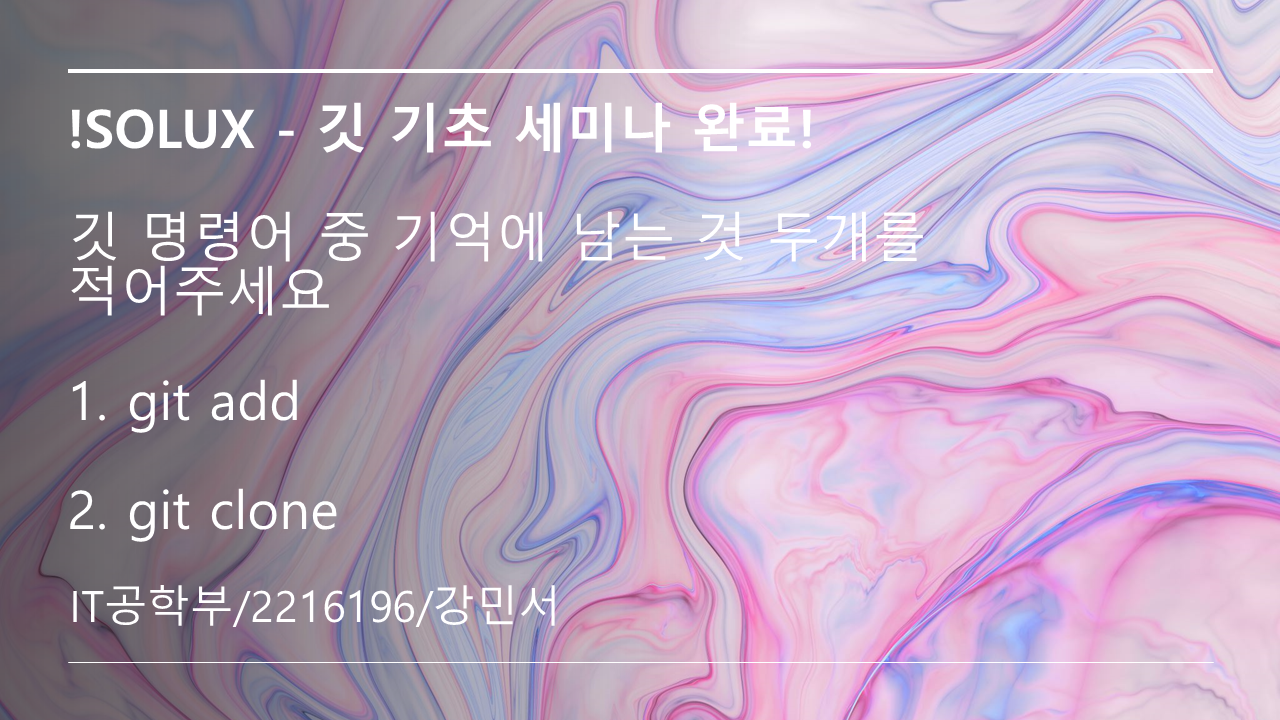 !SOLUX - 깃 기초 세미나 완료!
깃 명령어 중 기억에 남는 것 두개를
적어주세요
1. git add
2. git clone
IT공학부/2216196/강민서